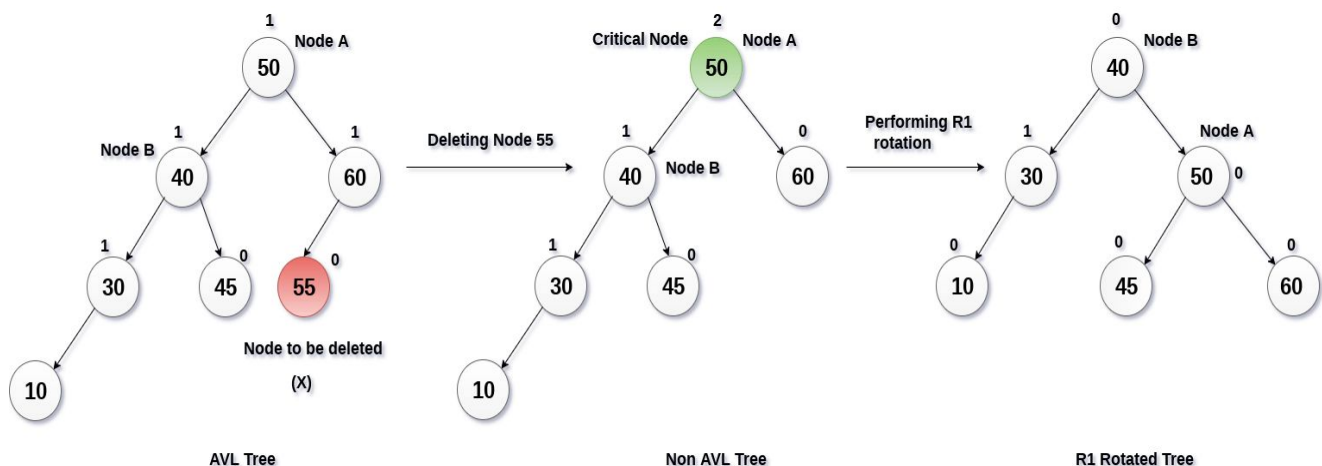 1
Node A
50
1
Node B
40
1
60
1
30
0
45
0
55
10
Node to be deleted
(X)
AVL Tree
Deleting Node 55
2
Critical Node
Node A
50
1
40
Node B
0
60
1
30
0
45
10
Non AVL Tree
Performing R1
rotation
0
Node B
40
1
30
Node A
50
0
0
10
0
45
0
60
R1 Rotated Tree